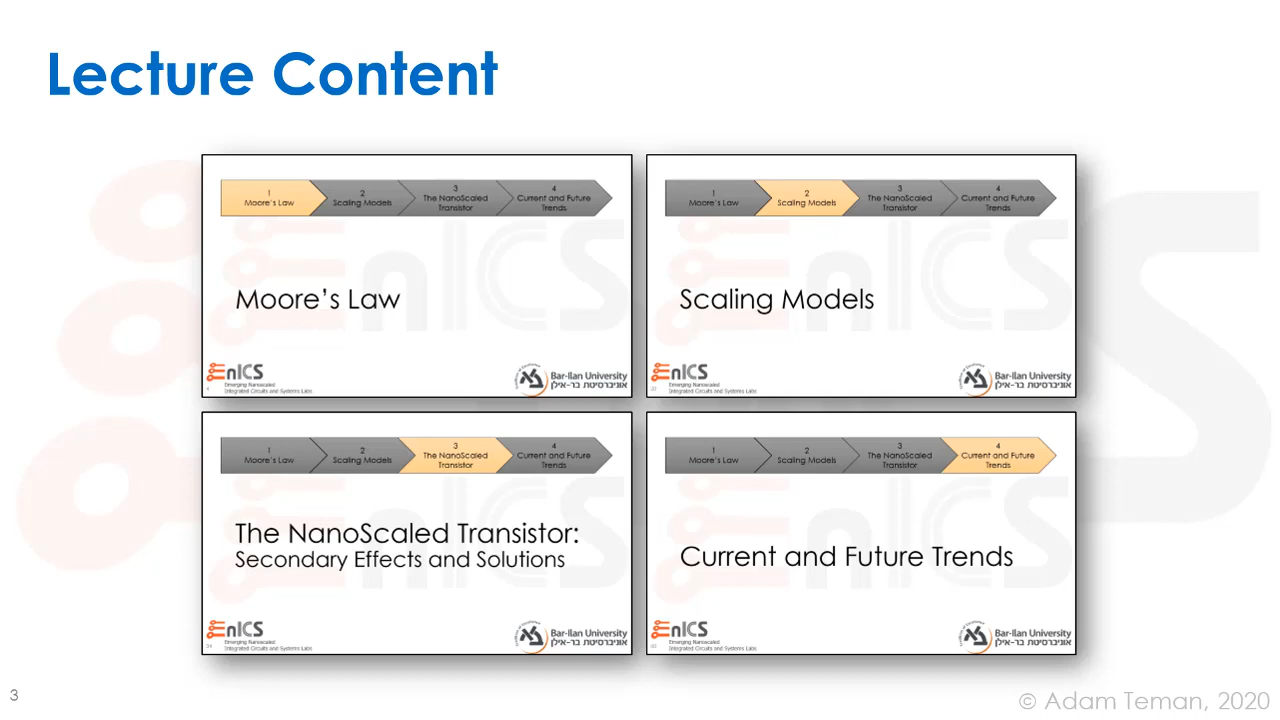 Lecture Content
1
Moore's Law
2
Scaling Models
3
The NanoScaled
Transistor
4
Current and Future
Trends
Moore's Law
EnICS
Emerging Nanoscaled
Integrated Circuits and Systems Labs
4
Bar-Ilan University
אוניברסיטת בר-אילן
1
Moore's Law
2
Scaling Models
3
The NanoScaled
Transistor
4
Current and Future
Trends
Scaling Models
EnICS
Emerging Nanoscaled
Integrated Circuits and Systems Labs
Bar-Ilan University
אוניברסיטת בר-אילן
1
Moore's Law
2
Scaling Models
3
The NanoScaled
Transistor
4
Current and Future
Trends
The NanoScaled Transistor:
Secondary Effects and Solutions
EnICS
Emerging Nanoscaled
Integrated Circuits and Systems Labs
Bar-Ilan University
אוניברסיטת בר-אילן
1
Moore's Law
2
Scaling Models
3
The NanoScaled
Transistor
4
Current and Future
Trends
Current and Future Trends
EnICS
Emerging Nanoscaled
Integrated Circuits and Systems Labs
Bar-Ilan University
אוניברסיטת בר-אילן
3
© Adam Teman, 2020